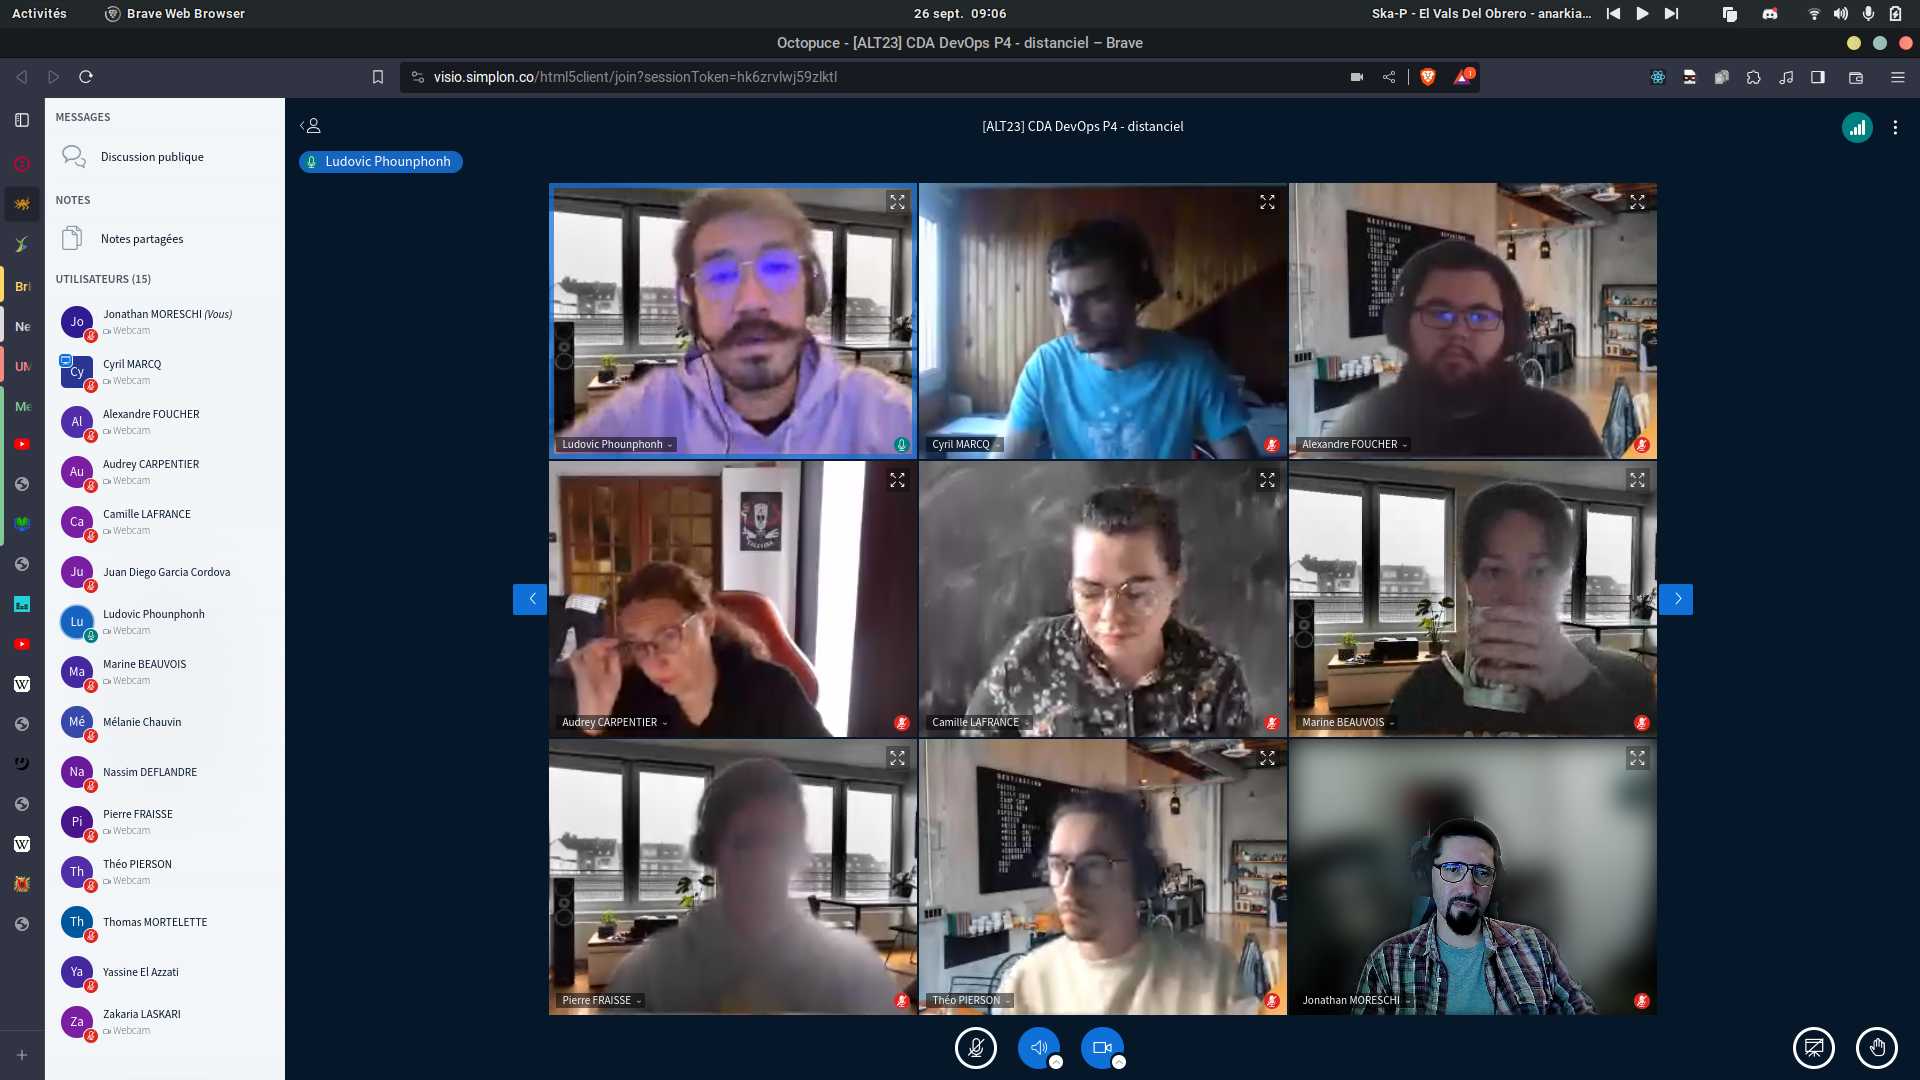 Activités
Brave Web Browser
26 sept.  09:06
Ska-P - El Vals Del Obrero - anarkia…
Octopuce - [ALT23] CDA DevOps P4 - distanciel – Brave
visio.simplon.co/html5client/join?sessionToken=hk6zrvlwj59zlktl
1
Bri
Ne
UM
Me
W
W
MESSAGES
Discussion publique
NOTES
Notes partagées
UTILISATEURS (15)
Jo
Jonathan MORESCHI (Vous)
Webcam
Cy
Cyril MARCQ
Webcam
Al
Alexandre FOUCHER
Webcam
Au
Audrey CARPENTIER
Webcam
Ca
Camille LAFRANCE
Webcam
Ju
Juan Diego Garcia Cordova
Lu
Ludovic Phounphonh
Webcam
Ma
Marine BEAUVOIS
Webcam
Mé
Mélanie Chauvin
Na
Nassim DEFLANDRE
Pi
Pierre FRAISSE
Webcam
Th
Théo PIERSON
Webcam
Th
Thomas MORTELETTE
Ya
Yassine El Azzati
Za
Zakaria LASKARI
Webcam
[ALT23] CDA DevOps P4 - distanciel
Ludovic Phounphonh
Ludovic Phounphonh
Cyril MARCQ
Alexandre FOUCHER
Audrey CARPENTIER
Camille LAFRANCE
Marine BEAUVOIS
DESTINATION
Pierre FRAISSE
Théo PIERSON
Jonathan MORESCHI